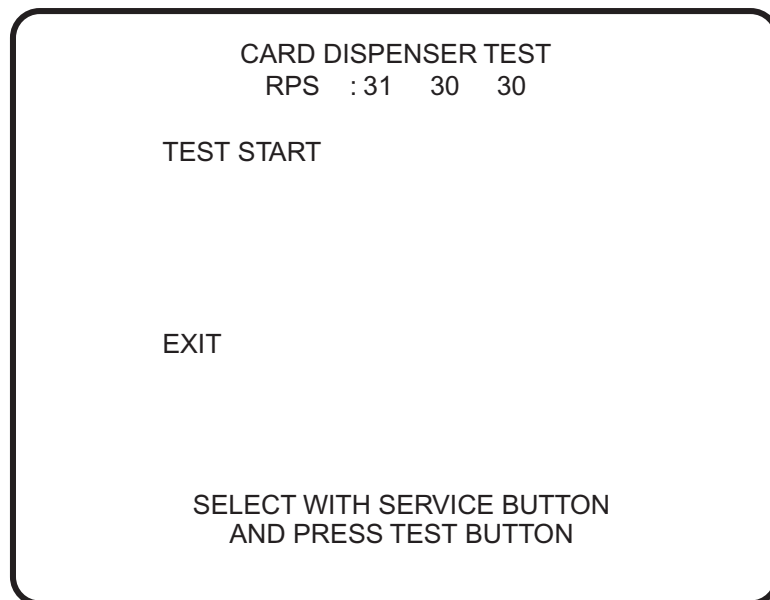 CARD DISPENSER TEST
RPS : 31 30 30
TEST START
EXIT
SELECT WITH SERVICE BUTTON
AND PRESS TEST BUTTON